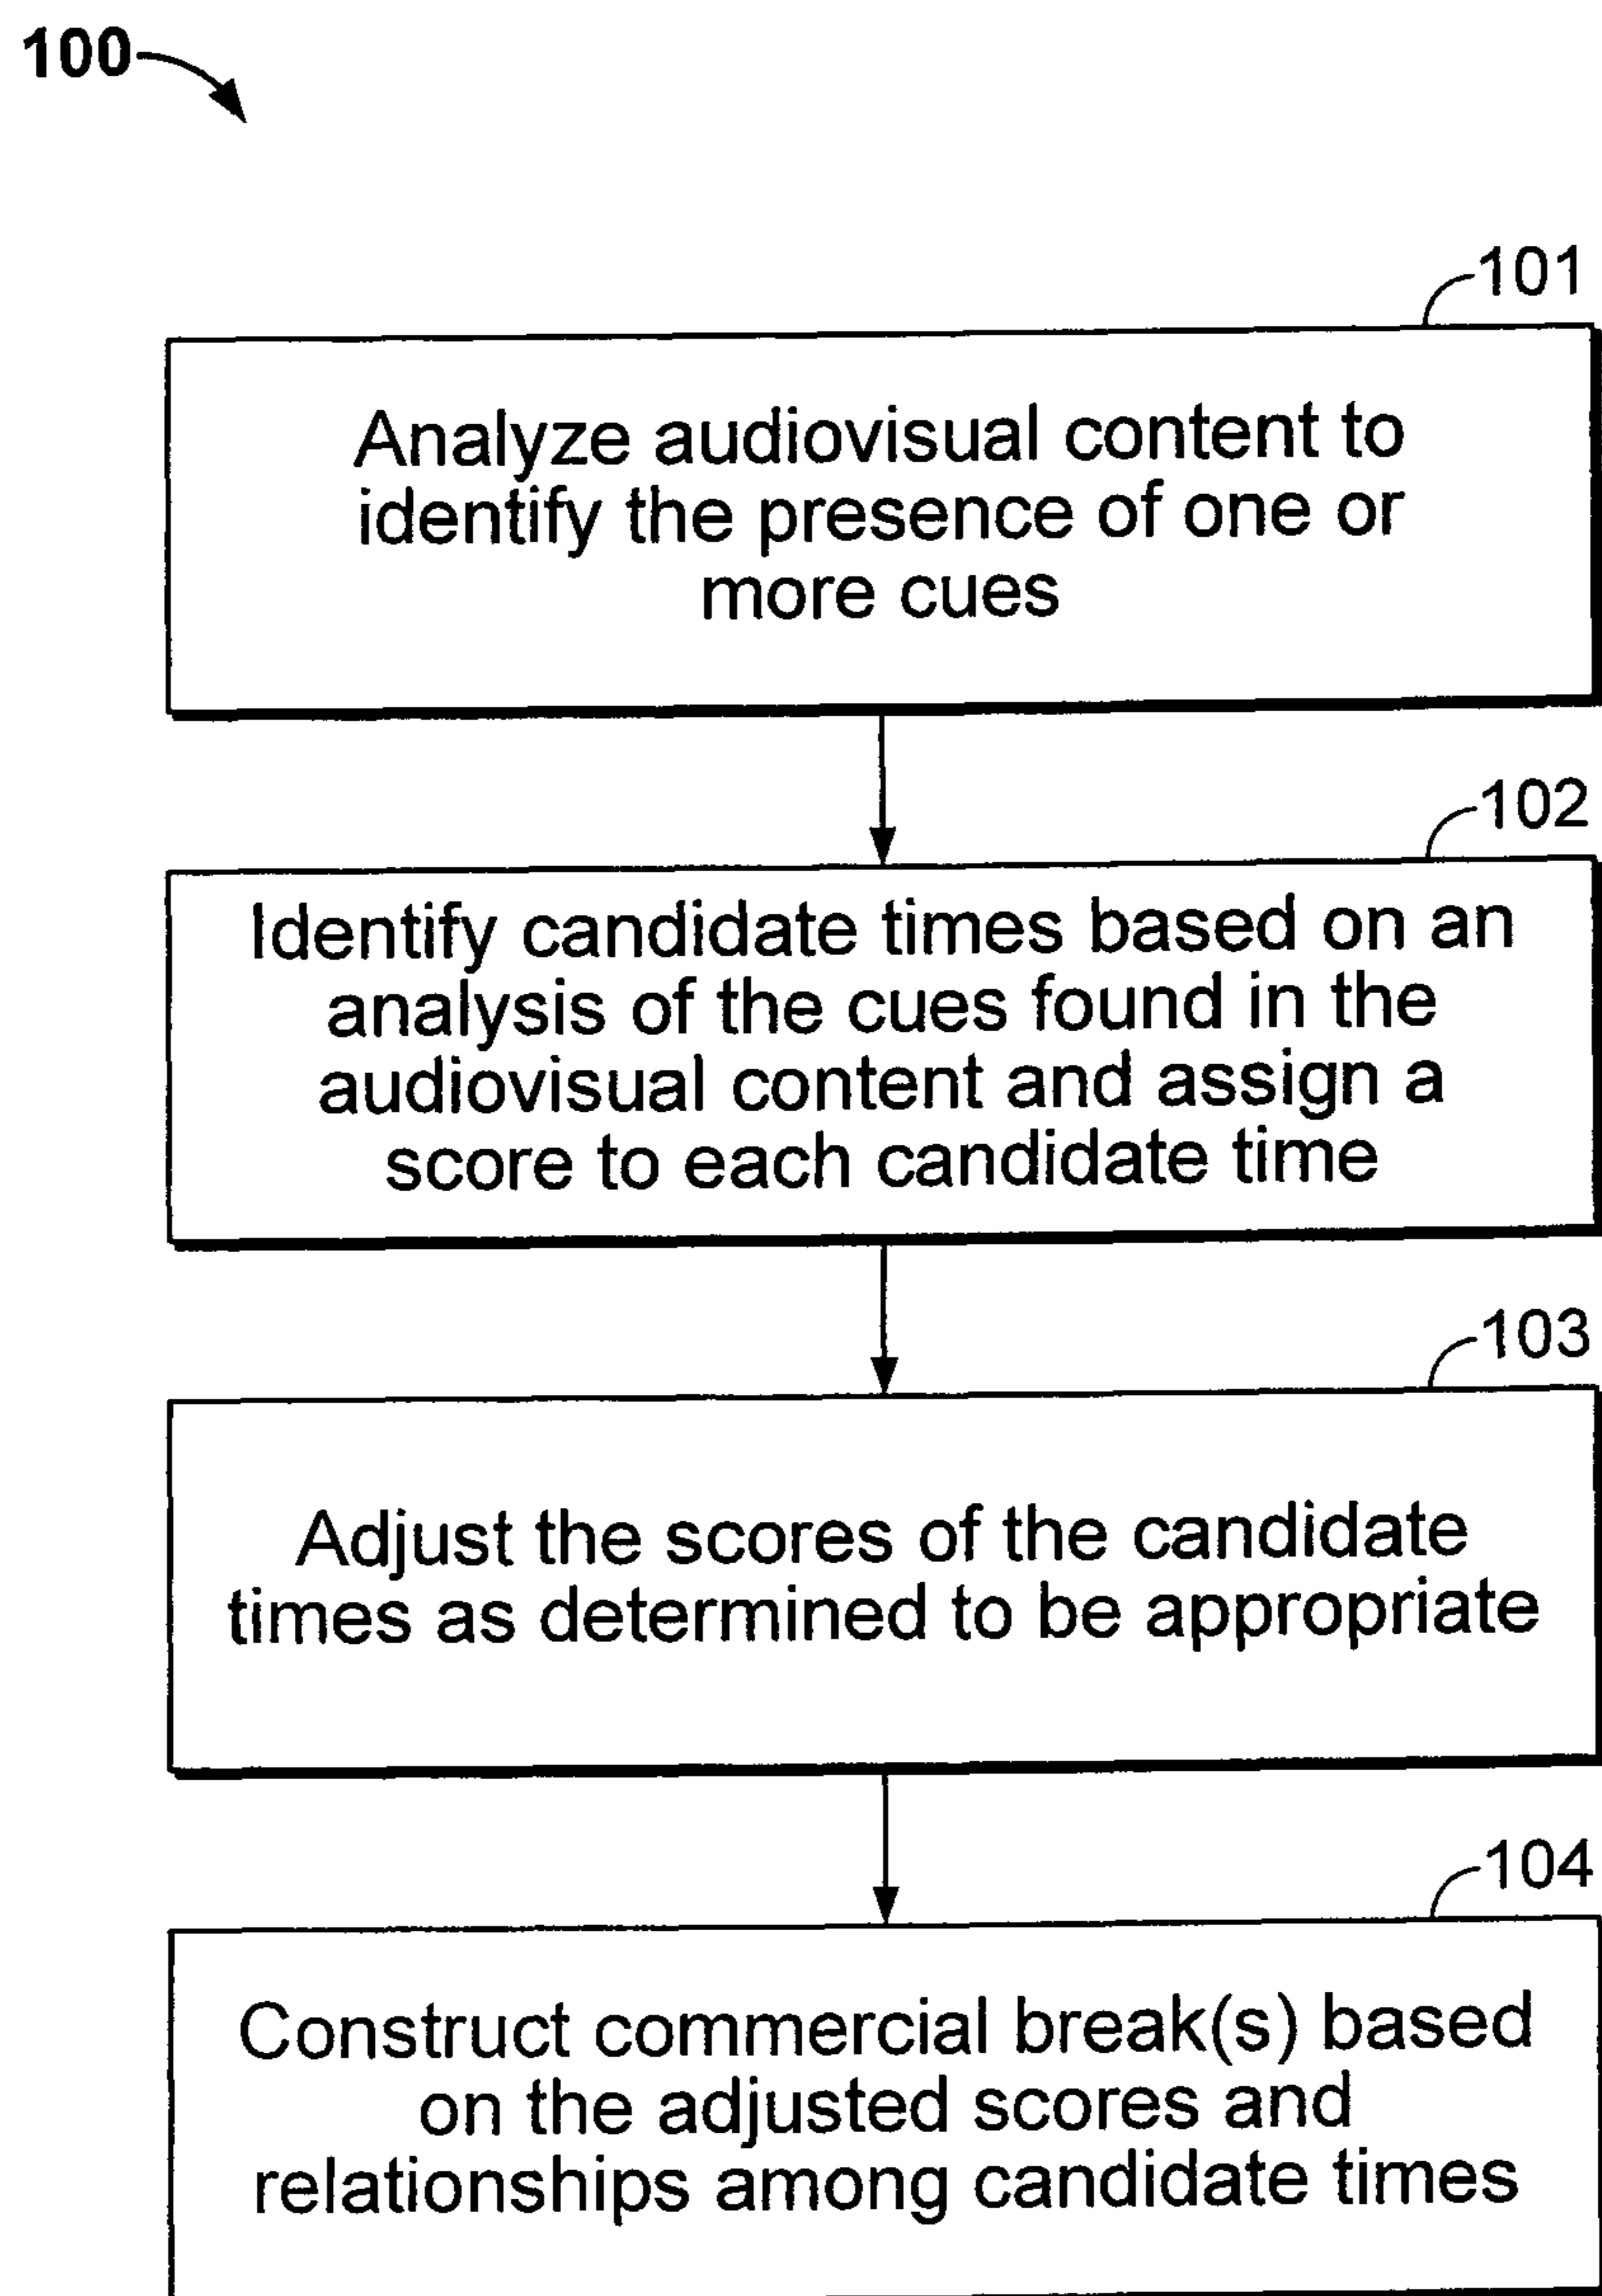 100
101
Analyze audiovisual content to
identify the presence of one or
more cues
102
Identify candidate times based on an
analysis of the cues found in the
audiovisual content and assign a
score to each candidate time
103
Adjust the scores of the candidate
times as determined to be appropriate
104
Construct commercial break(s) based
on the adjusted scores and
relationships among candidate times